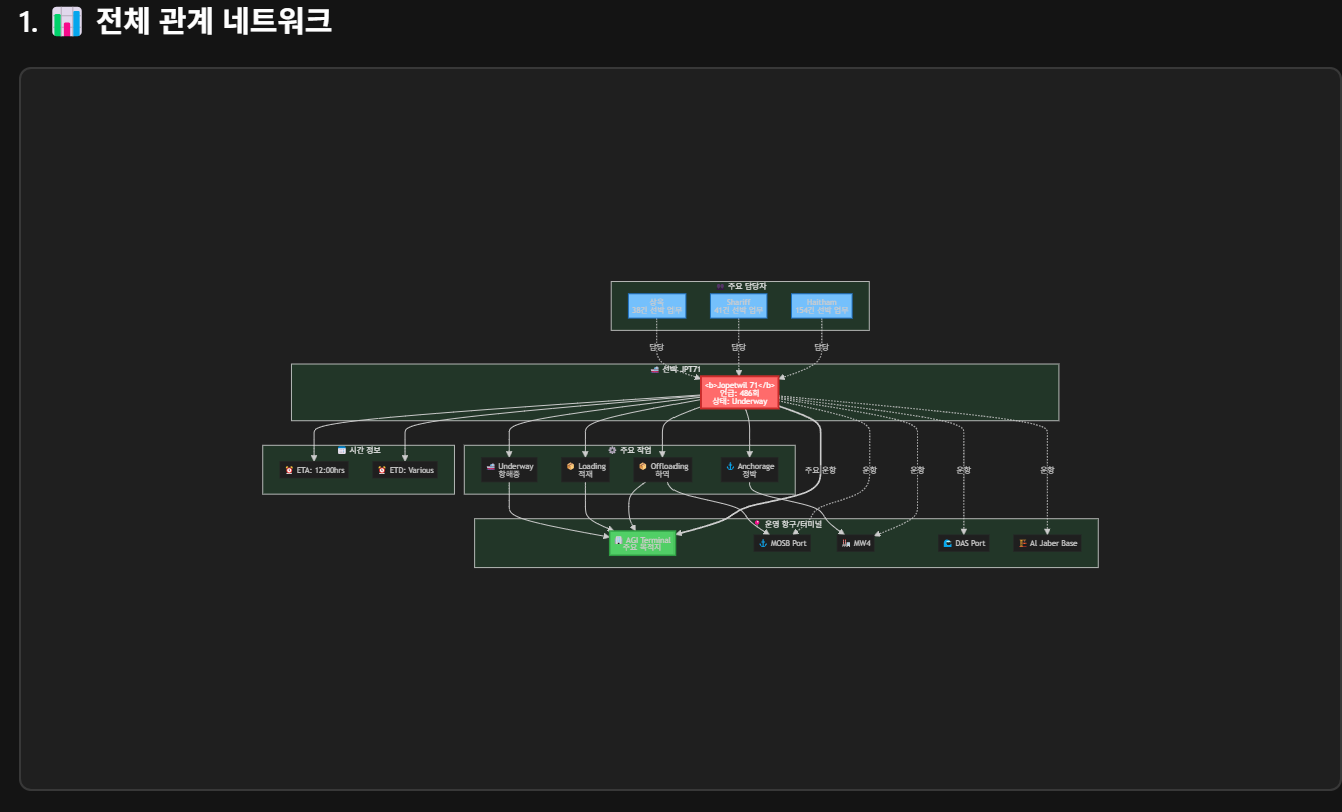 1. 📊 전체 관계 네트워크
주요 담당자
38건 선박 업무
Shariff
41건 선박 업무
Haitham
154건 선박 업무
담당
담당
담당
선박: JPT71
<b>Jopetwil 71</b>
언급: 486회
상태: Underway
시간 정보
ETA: 12:00hrs
ETD: Various
주요 작업
Underway
항해중
Loading
적재
Offloading
하역
Anchorage
정박
주요 운항
운항
운항
운항
운항
운영 항구/터미널
AGI Terminal
주요 목적지
MOSB Port
MW4
DAS Port
Al Jaber Base